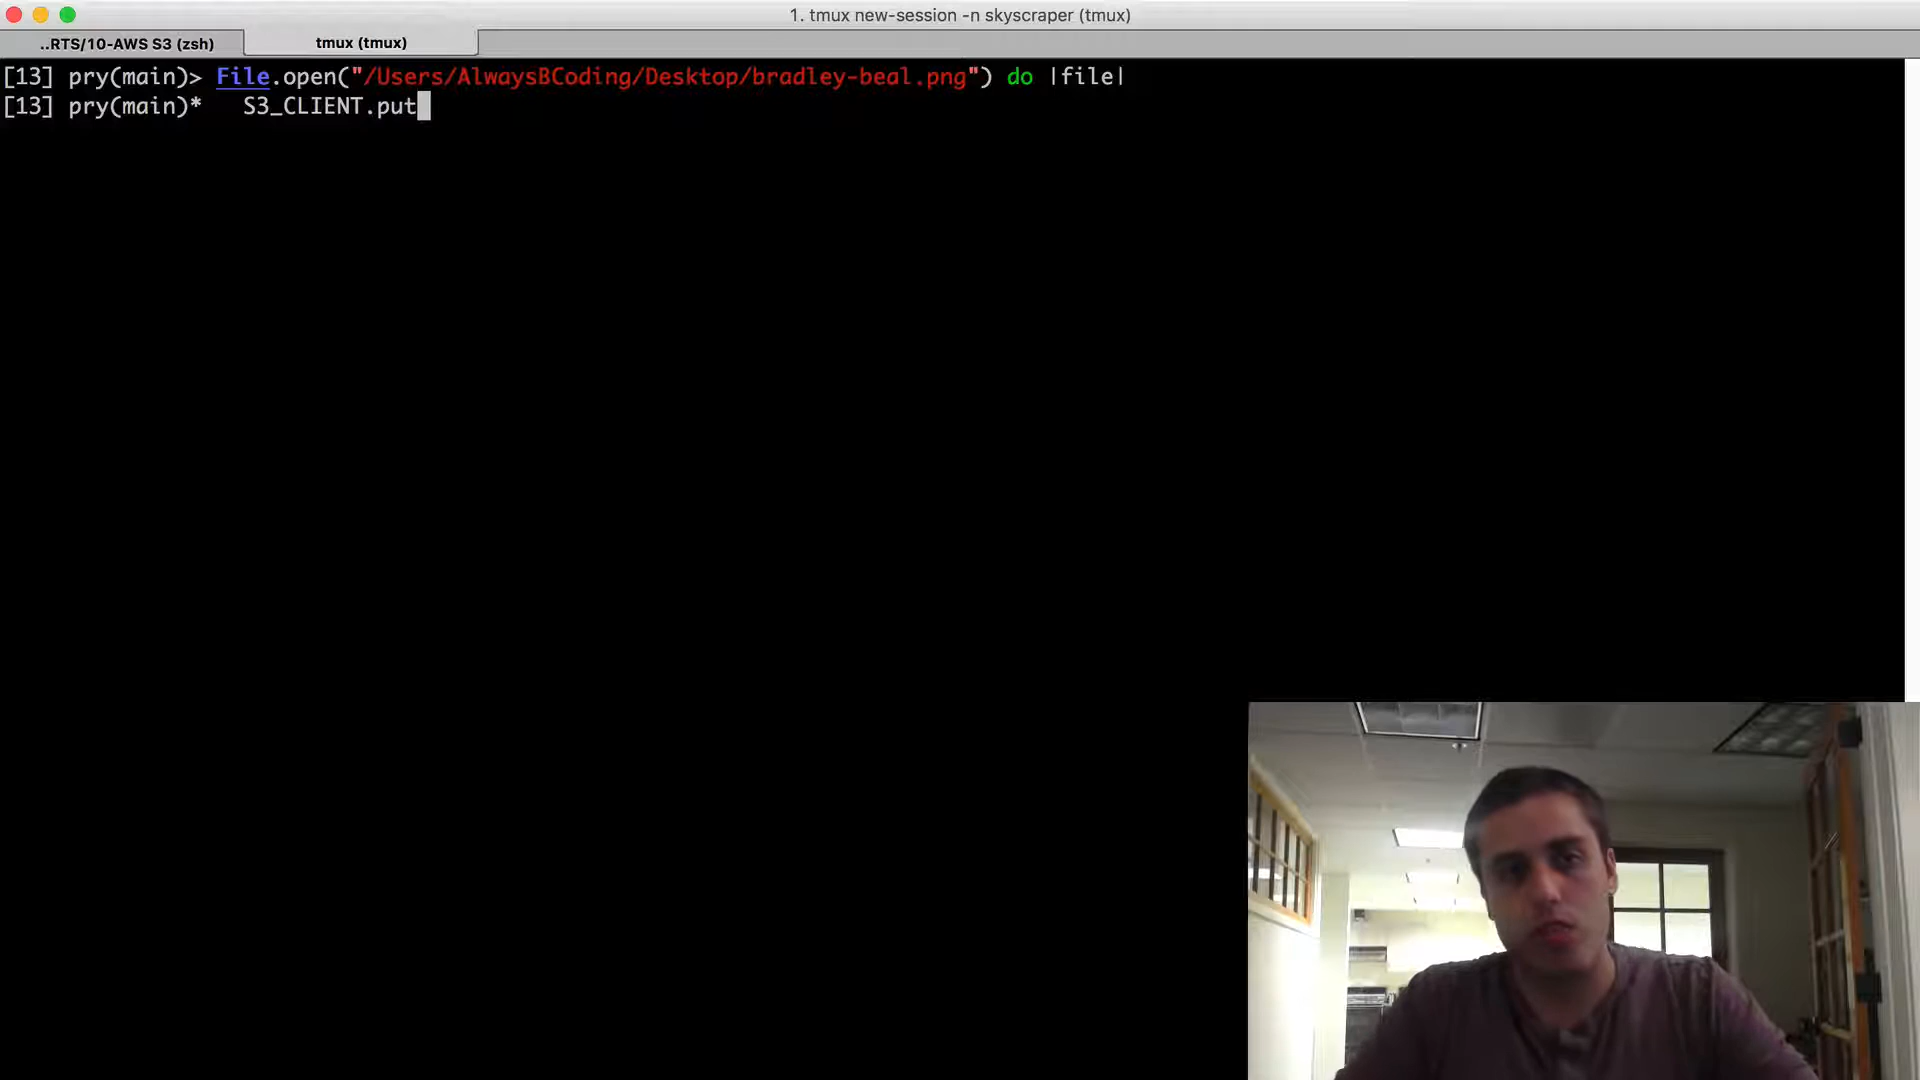 1. tmux new-session -n skyscraper (tmux)
..RTS/10-AWS S3 (zsh)
tmux (tmux)
[13] pry(main)> File.open("/Users/AlwaysBCoding/Desktop/bradley-beal.png") do |file|
[13] pry(main)*   S3_CLIENT.put